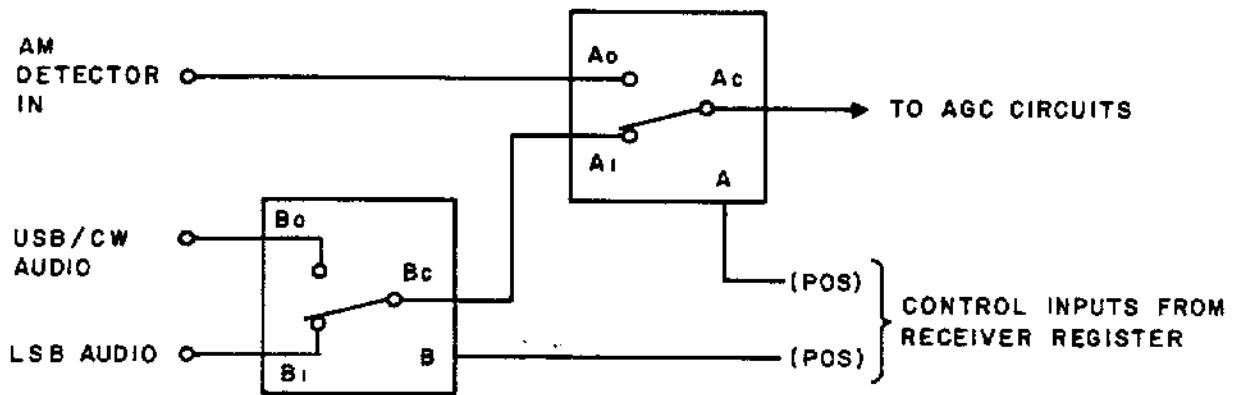 AM
DETECTOR
IN
Ao
Ac
TO AGC CIRCUITS
A1
A
USB/CW
AUDIO
Bo
Bc
(POS)
CONTROL INPUTS FROM
RECEIVER REGISTER
LSB AUDIO
B1
B
(POS)